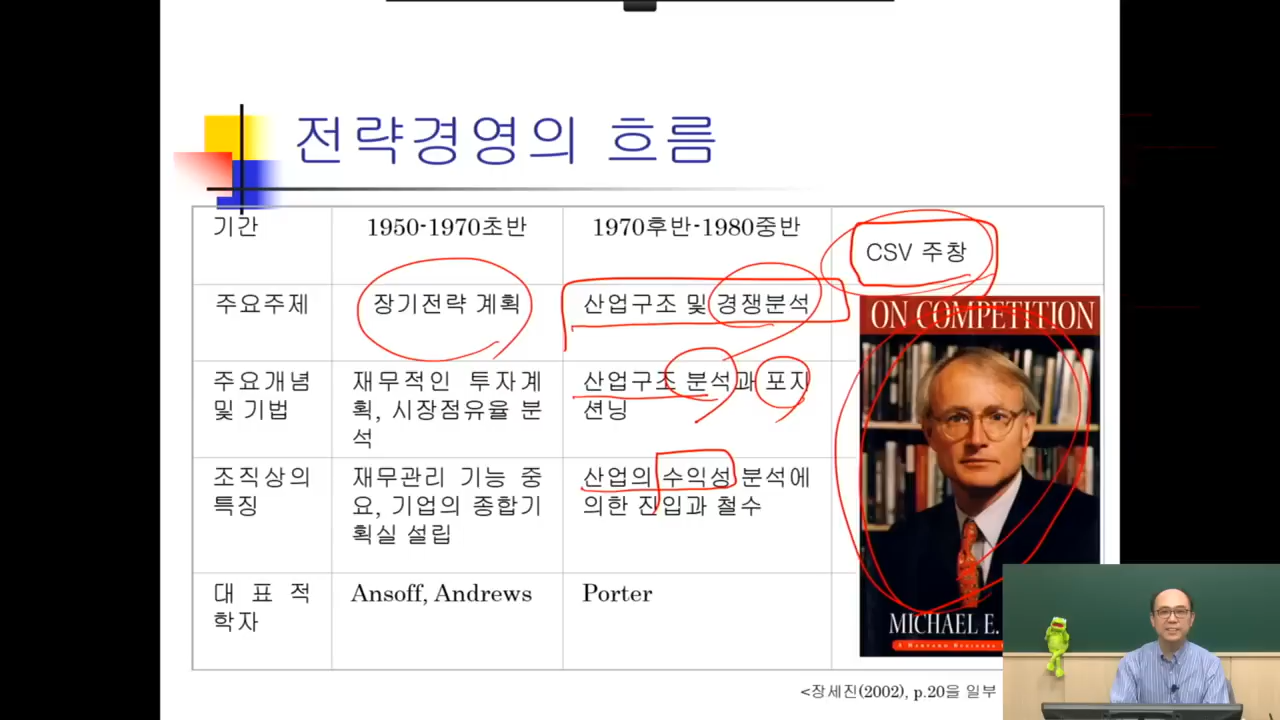 전략경영의 흐름
기간
1950-1970초반
1970후반-1980중반
CSV 주창
주요주제
장기전략 계획
산업구조 및 경쟁분석
주요개념
및 기법
재무적인 투자계
획, 시장점유율 분
석
산업구조 분석과 포지
셔닝
조직상의
특징
재무관리 기능 중
요, 기업의 종합기
획실 설립
산업의 수익성 분석에
의한 진입과 철수
대표적
학자
Ansoff, Andrews
Porter
ON COMPETITION
MICHAEL E.
A HARVARD BUSINESS
<장세진(2002), p.20을 일부